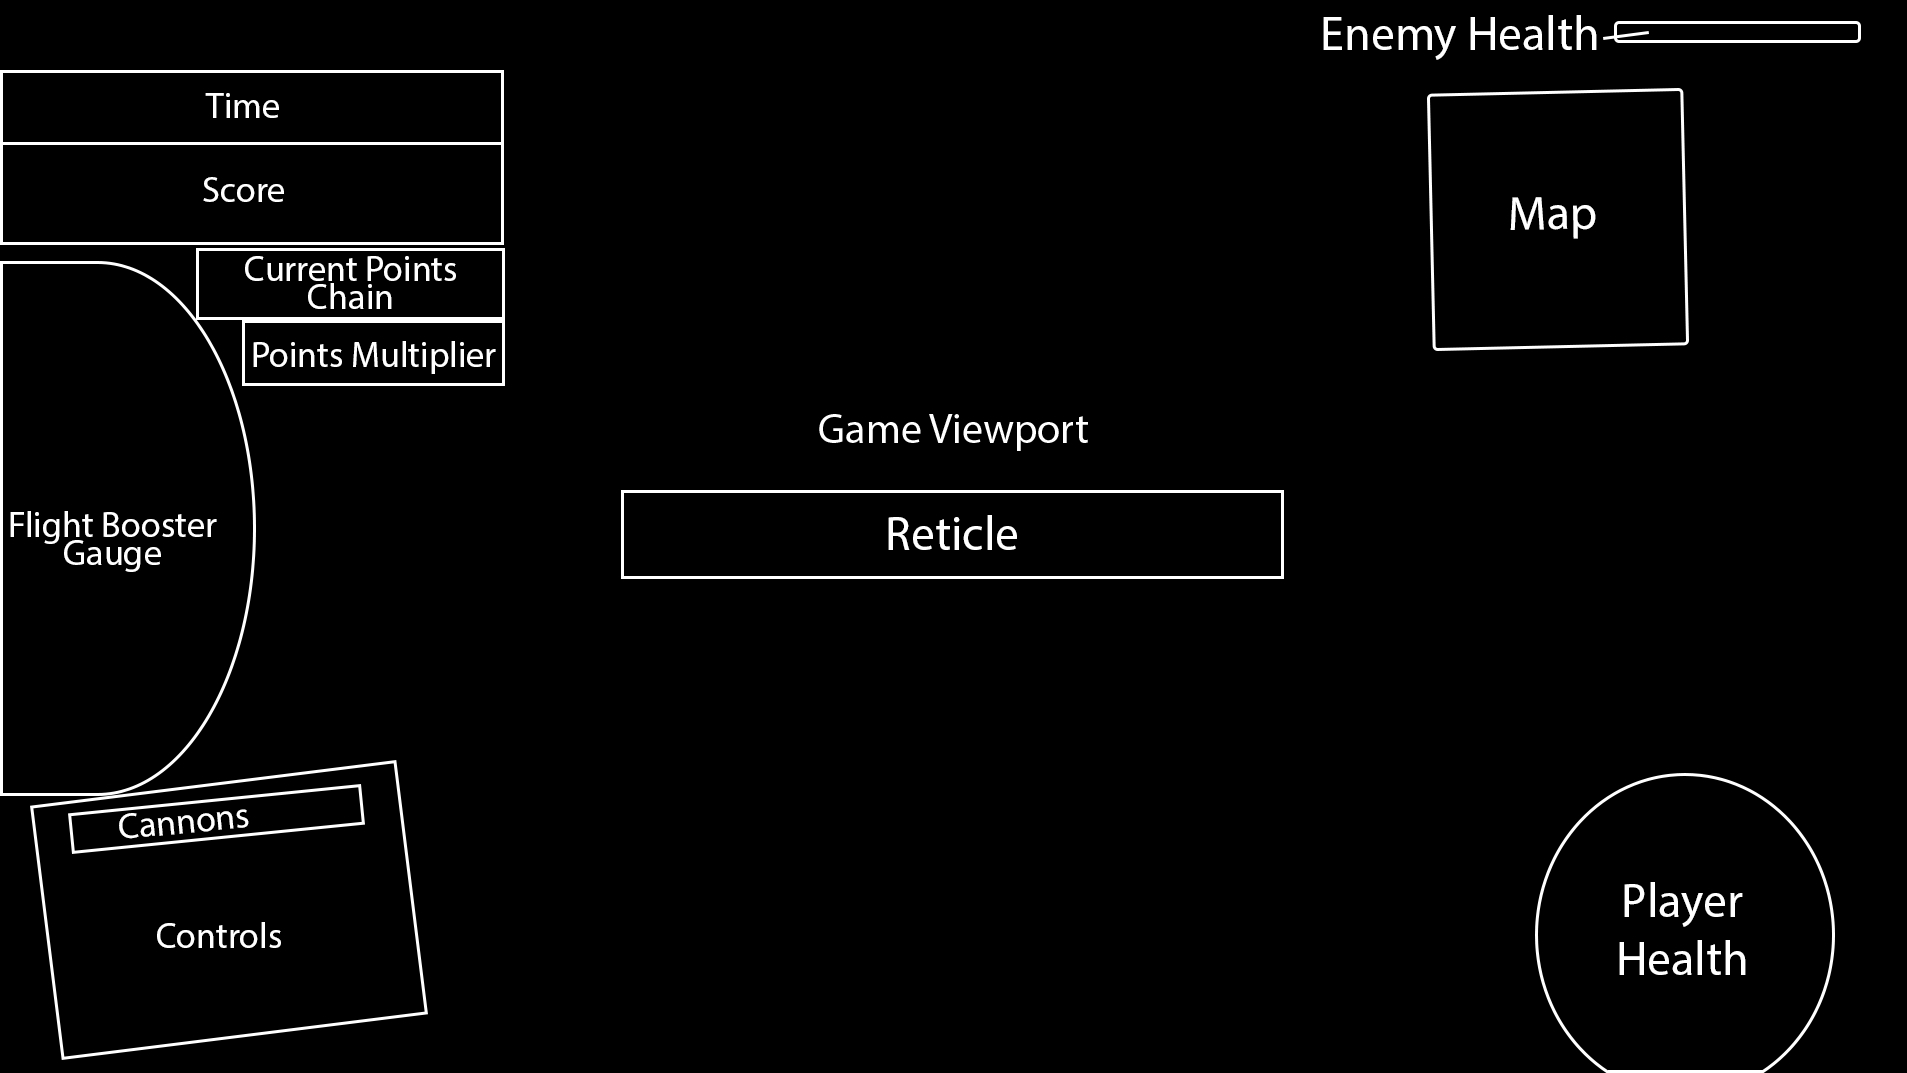 Enemy Health
Time
Score
Current Points
Chain
Points Multiplier
Map
Game Viewport
Reticle
Flight Booster
Gauge
Cannons
Controls
Player
Health